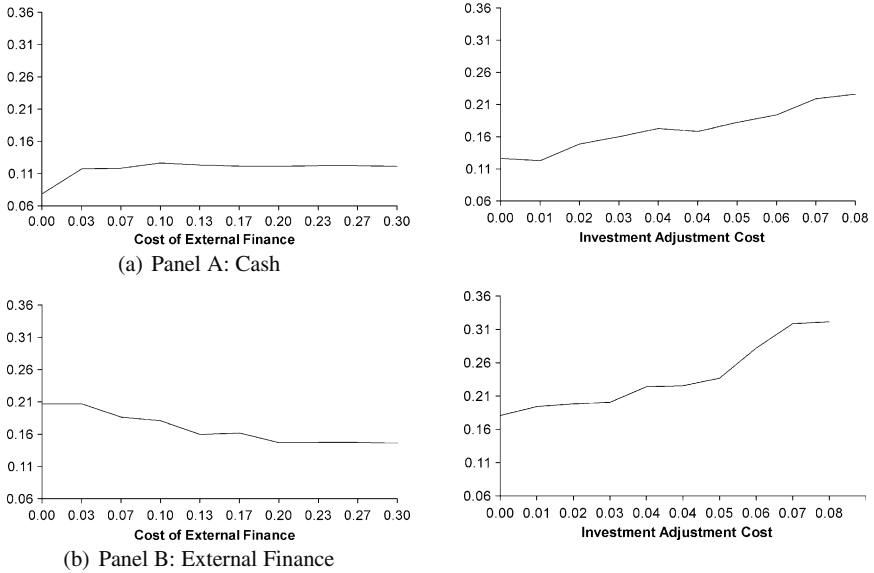 0.36
0.31
0.26
0.21
0.16
0.11
0.06
0.00 0.03 0.07 0.10 0.13 0.17 0.20 0.23 0.27 0.30
Cost of External Finance
0.36
0.31
0.26
0.21
0.16
0.11
0.06
0.00 0.01 0.02 0.03 0.04 0.04 0.05 0.06 0.07 0.08
Investment Adjustment Cost
(a) Panel A: Cash
0.36
0.31
0.26
0.21
0.16
0.11
0.06
0.00 0.03 0.07 0.10 0.13 0.17 0.20 0.23 0.27 0.30
Cost of External Finance
0.36
0.31
0.26
0.21
0.16
0.11
0.06
0.00 0.01 0.02 0.03 0.04 0.04 0.05 0.06 0.07 0.08
Investment Adjustment Cost
(b) Panel B: External Finance